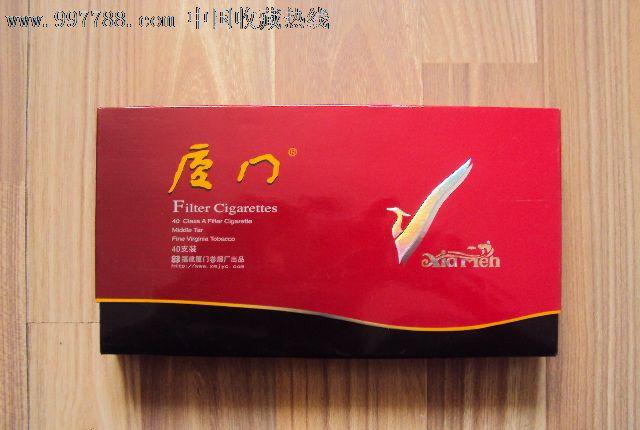 www.997788.com 中国收藏热线
厦门®
Filter Cigarettes
40 Class A Filter Cigarette
Middle Tar
Fine Virginia Tobacco
40支装
福建厦门卷烟厂出品
http://www.xmjyc.com
XiaMen